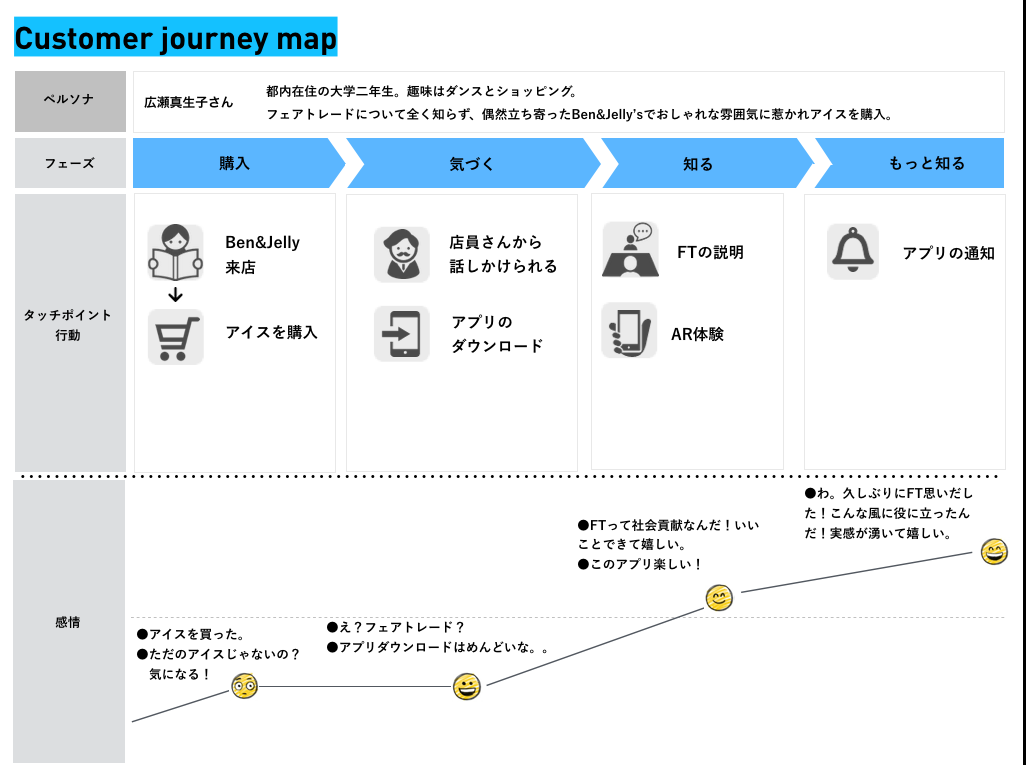 Customer journey map
ペルソナ
広瀬真生子さん
都内在住の大学二年生。趣味はダンスとショッピング。
フェアトレードについて全く知らず、偶然立ち寄ったBen&Jelly'sでおしゃれな雰囲気に惹かれアイスを購入。
フェーズ
購入
気づく
知る
もっと知る
タッチポイント
行動
Ben&Jelly
来店
アイスを購入
店員さんから
話しかけられる
アプリの
ダウンロード
FTの説明
AR体験
アプリの通知
感情
●アイスを買った。
●ただのアイスじゃないの？
気になる！
●え？フェアトレード？
●アプリダウンロードはめんどいな。。
●FTって社会貢献なんだ！いい
ことできて嬉しい。
●このアプリ楽しい！
●わ。久しぶりにFT思いだし
た！こんな風に役に立ったん
だ！実感が湧いて嬉しい。